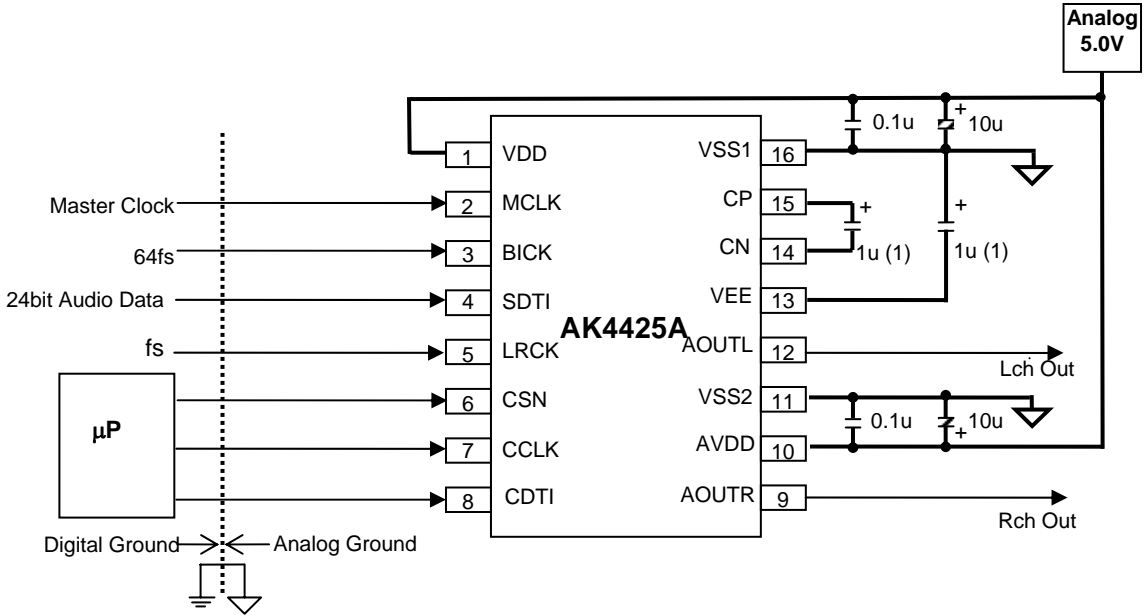 Analog
5.0V
0.1u
+
10u
1
VDD
VSS1
16
Master Clock
2
MCLK
CP
15
+
+
64fs
3
BICK
CN
14
1u (1)
1u (1)
24bit Audio Data
4
SDTI
VEE
13
AK4425A
fs
5
LRCK
AOUTL
12
Lch Out
μP
6
CSN
VSS2
11
0.1u
+
10u
7
CCLK
AVDD
10
8
CDTI
AOUTR
9
Rch Out
Digital Ground
Analog Ground